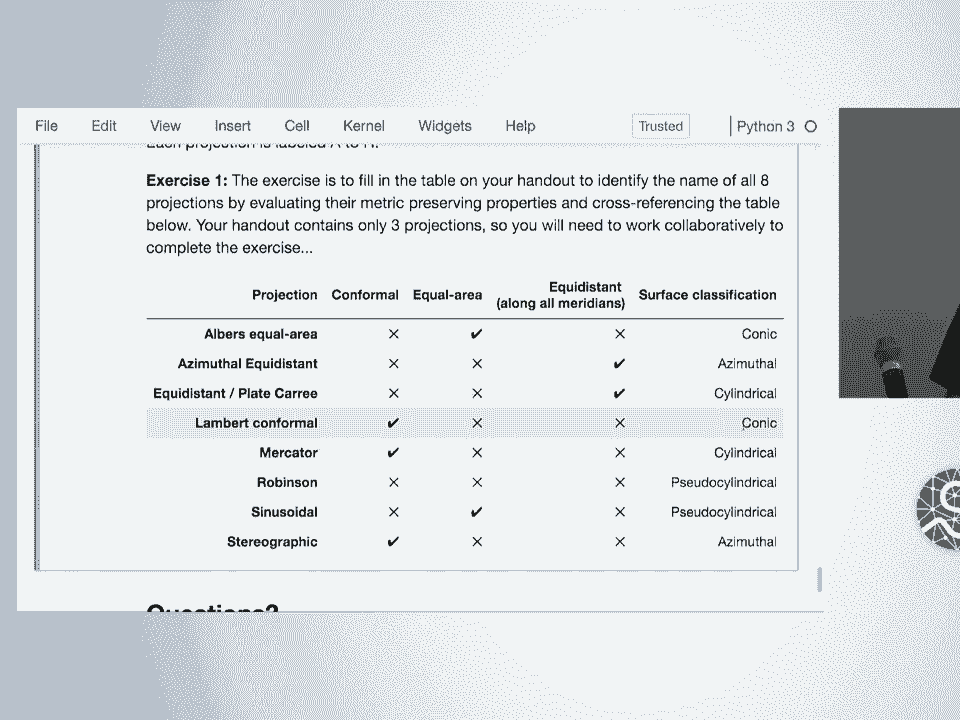 File Edit View Insert Cell Kernel Widgets Help Trusted Python 3
Each projection is labeled A to
Exercise 1: The exercise is to fill in the table on your handout to identify the name of all 8
projections by evaluating their metric preserving properties and cross-referencing the table
below. Your handout contains only 3 projections, so you will need to work collaboratively to
complete the exercise...
Projection Conformal Equal-area Equidistant (along all meridians) Surface classification
Albers equal-area ✕ ✔ ✕ Conic
Azimuthal Equidistant ✕ ✕ ✔ Azimuthal
Equidistant / Plate Carree ✕ ✕ ✔ Cylindrical
Lambert conformal ✔ ✕ ✕ Conic
Mercator ✔ ✕ ✕ Cylindrical
Robinson ✕ ✕ ✕ Pseudocylindrical
Sinusoidal ✕ ✔ ✕ Pseudocylindrical
Stereographic ✔ ✕ ✕ Azimuthal
Questions?